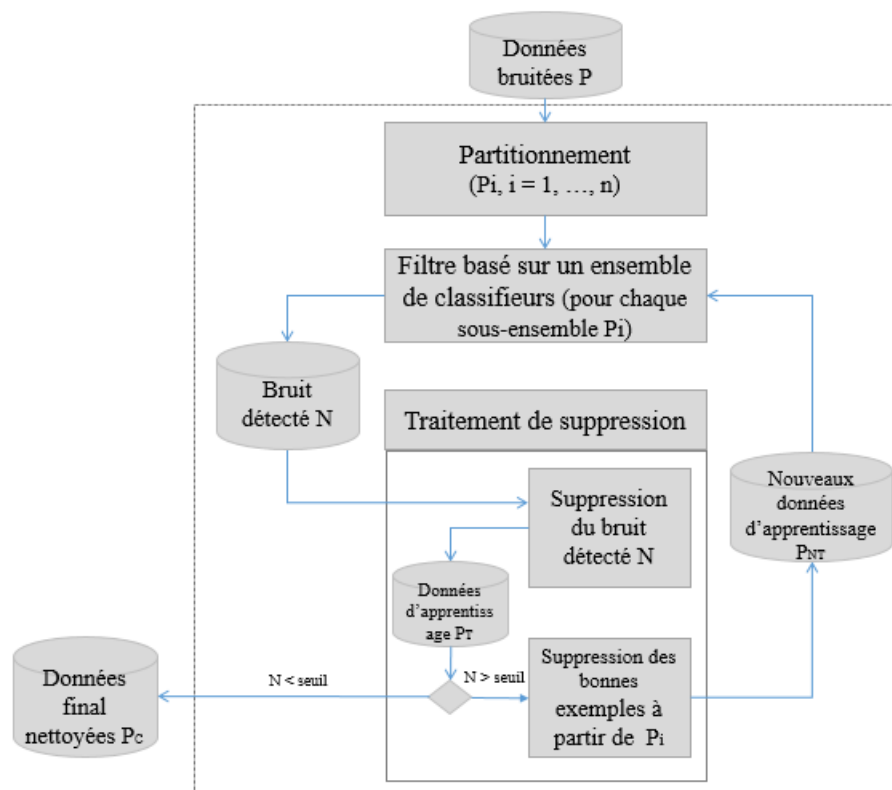 Données
bruitées P
Partitionnement
(Pi, i = 1, …, n)
Filtre basé sur un ensemble
de classifieurs (pour chaque
sous-ensemble Pi)
Bruit
détecté N
Traitement de suppression
Suppression
du bruit
détecté N
Nouveaux
données
d’apprentissage
PNT
Données
d’apprentiss
age PT
N < seuil
N > seuil
Suppression des
bonnes
exemples à
partir de Pi
Données
final
nettoyées PC